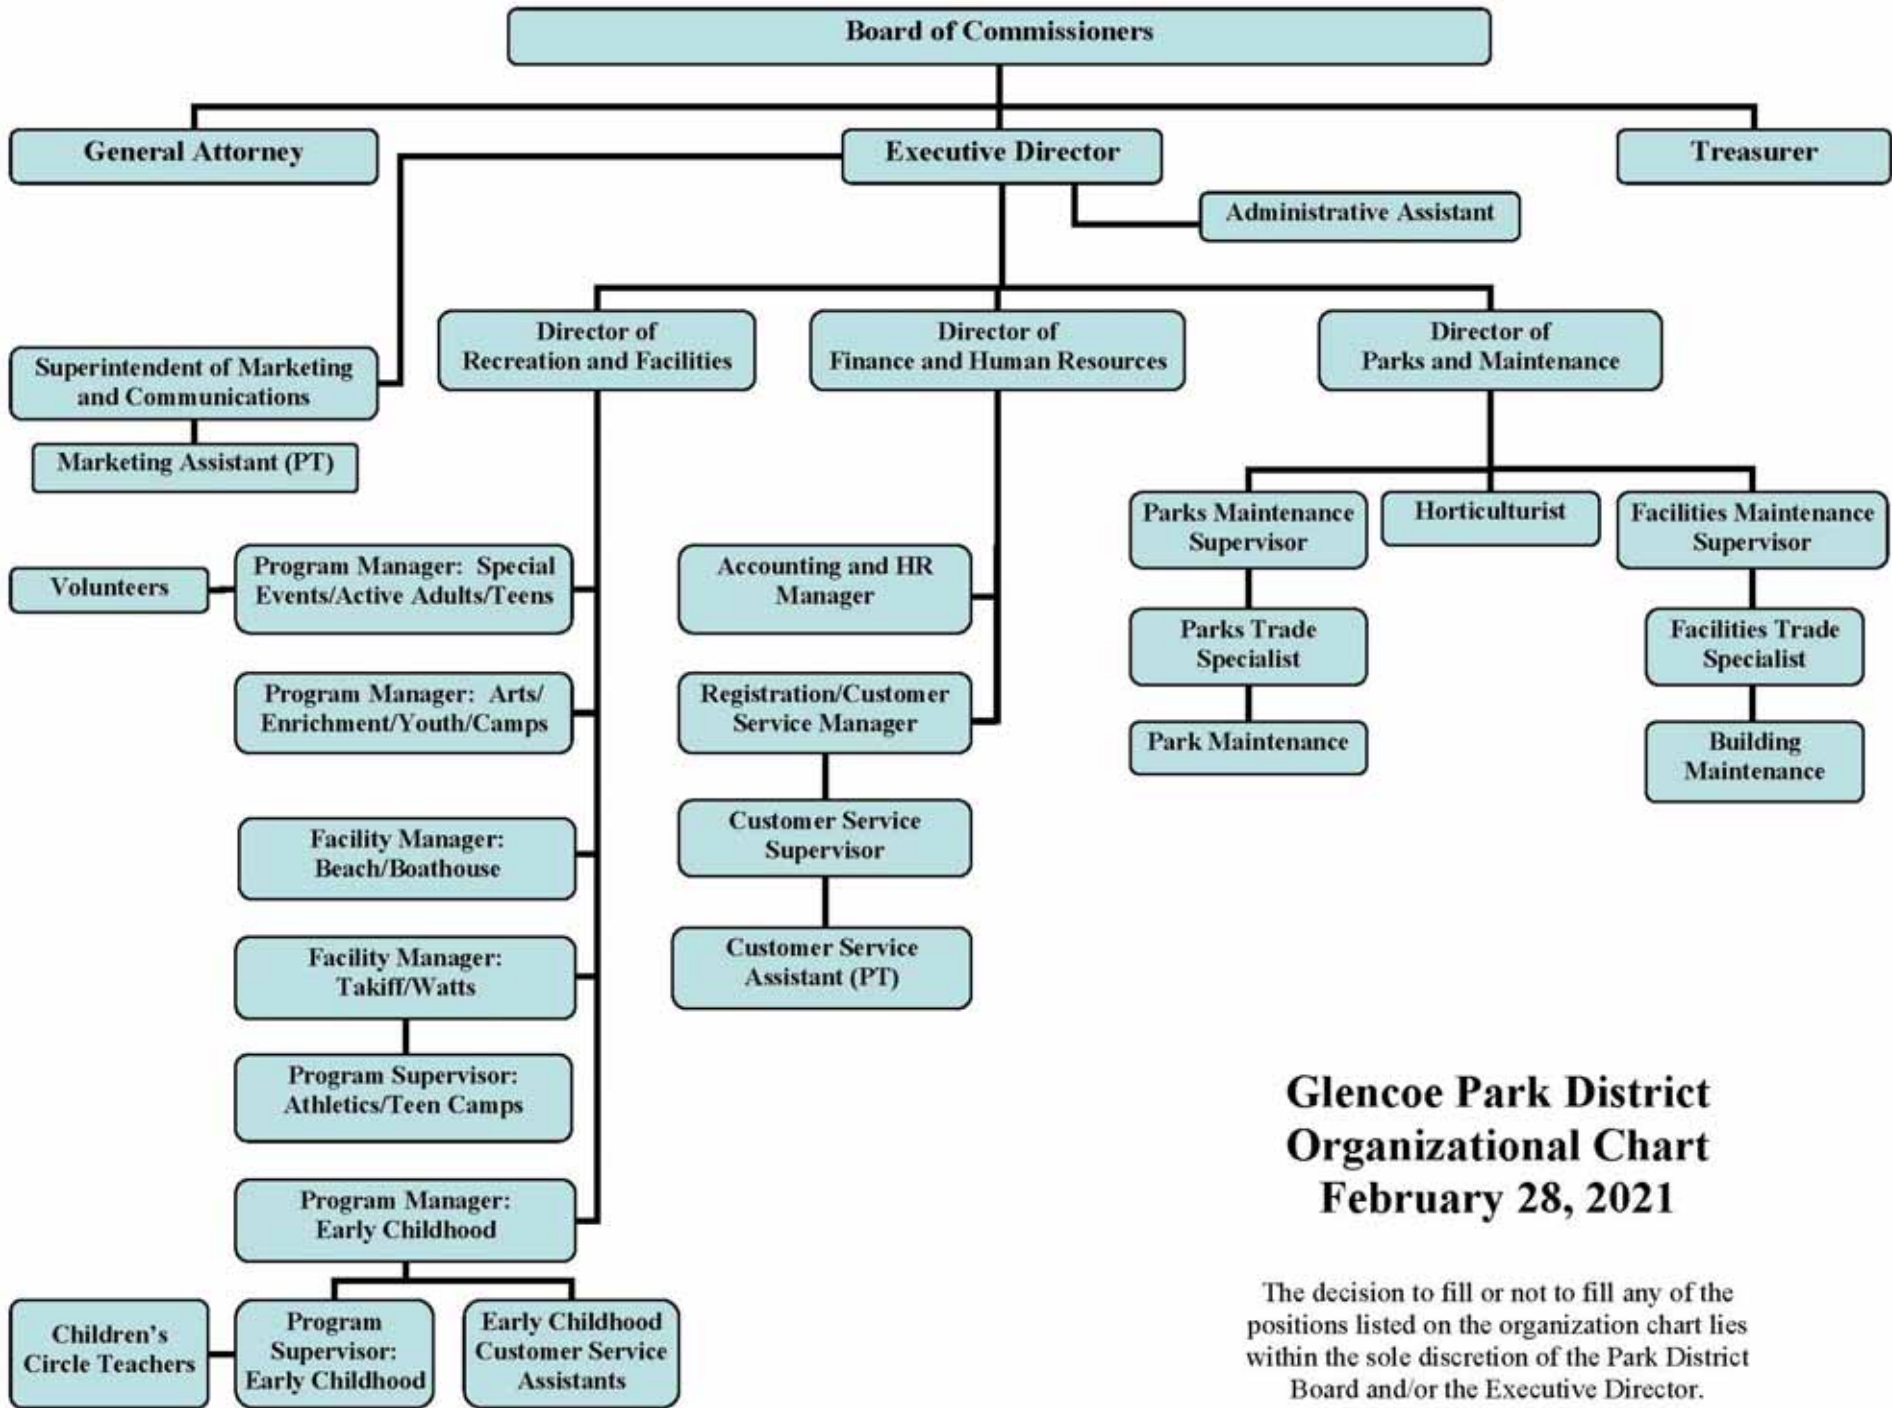 Board of Commissioners
General Attorney
Executive Director
Treasurer
Administrative Assistant
Director of
Recreation and Facilities
Director of
Finance and Human Resources
Director of
Parks and Maintenance
Superintendent of Marketing
and Communications
Marketing Assistant (PT)
Parks Maintenance
Supervisor
Horticulturist
Facilities Maintenance
Supervisor
Volunteers
Program Manager: Special
Events/Active Adults/Teens
Accounting and HR
Manager
Parks Trade
Specialist
Facilities Trade
Specialist
Program Manager: Arts/
Enrichment/Youth/Camps
Registration/Customer
Service Manager
Park Maintenance
Building
Maintenance
Facility Manager:
Beach/Boathouse
Customer Service
Supervisor
Facility Manager:
Takiff/Watts
Customer Service
Assistant (PT)
Program Supervisor:
Athletics/Teen Camps
Program Manager:
Early Childhood
Children's
Circle Teachers
Program
Supervisor:
Early Childhood
Early Childhood
Customer Service
Assistants
Glencoe Park District
Organizational Chart
February 28, 2021
The decision to fill or not to fill any of the
positions listed on the organization chart lies
within the sole discretion of the Park District
Board and/or the Executive Director.